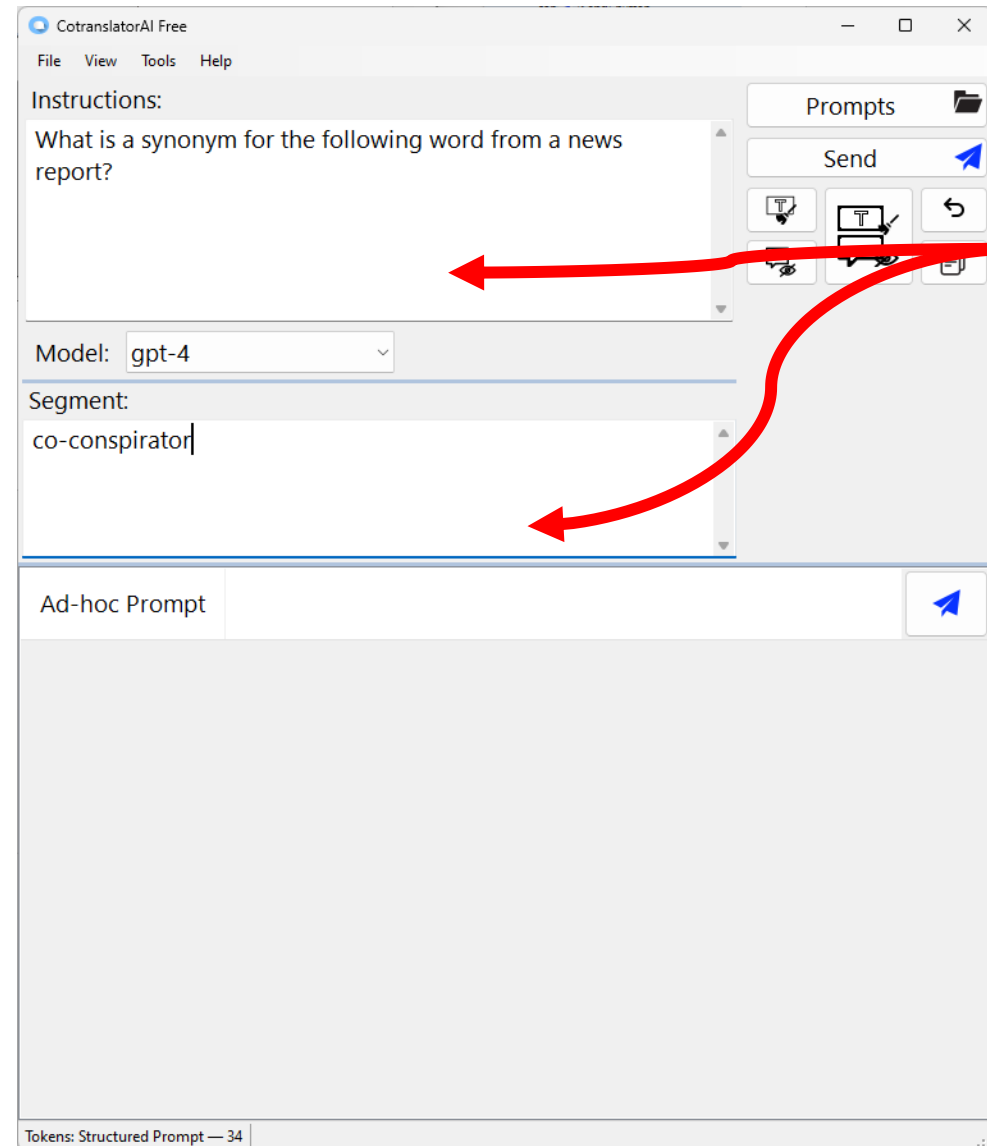 CotranslatorAI Free
File View Tools Help
Instructions:
Prompts
What is a synonym for the following word from a news
report?
Send
T
T
Model: gpt-4
Segment:
co-conspirator
Ad-hoc Prompt
Tokens: Structured Prompt — 34